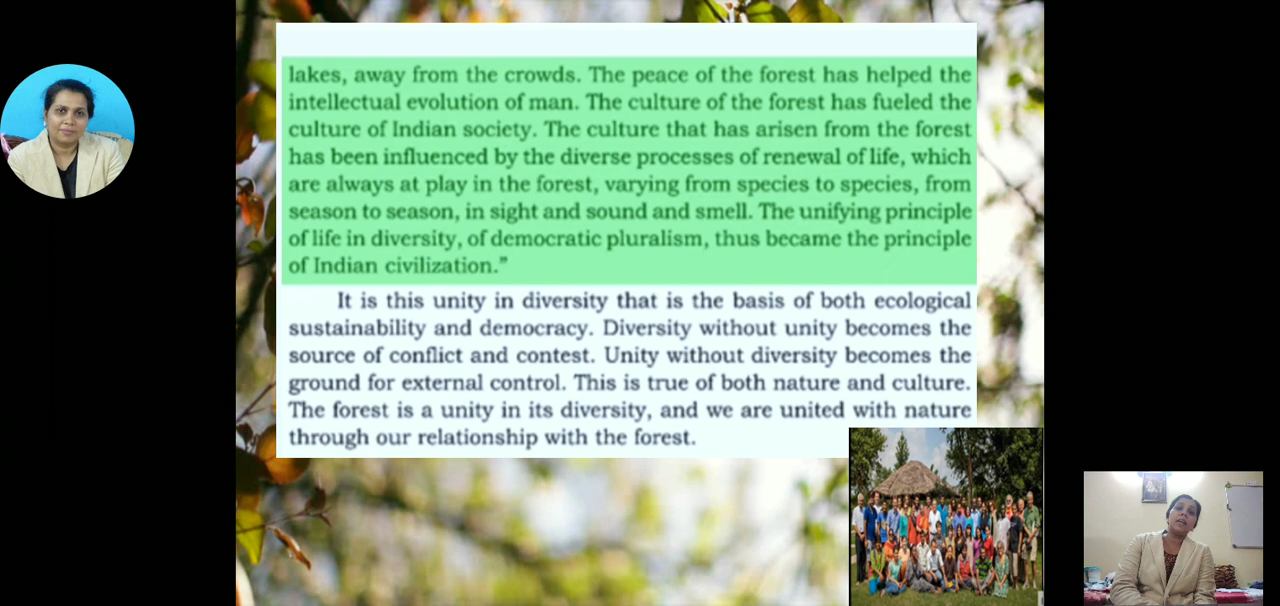 lakes, away from the crowds. The peace of the forest has helped the
intellectual evolution of man. The culture of the forest has fueled the
culture of Indian society. The culture that has arisen from the forest
has been influenced by the diverse processes of renewal of life, which
are always at play in the forest, varying from species to species, from
season to season, in sight and sound and smell. The unifying principle
of life in diversity, of democratic pluralism, thus became the principle
of Indian civilization.”
It is this unity in diversity that is the basis of both ecological
sustainability and democracy. Diversity without unity becomes the
source of conflict and contest. Unity without diversity becomes the
ground for external control. This is true of both nature and culture.
The forest is a unity in its diversity, and we are united with nature
through our relationship with the forest.